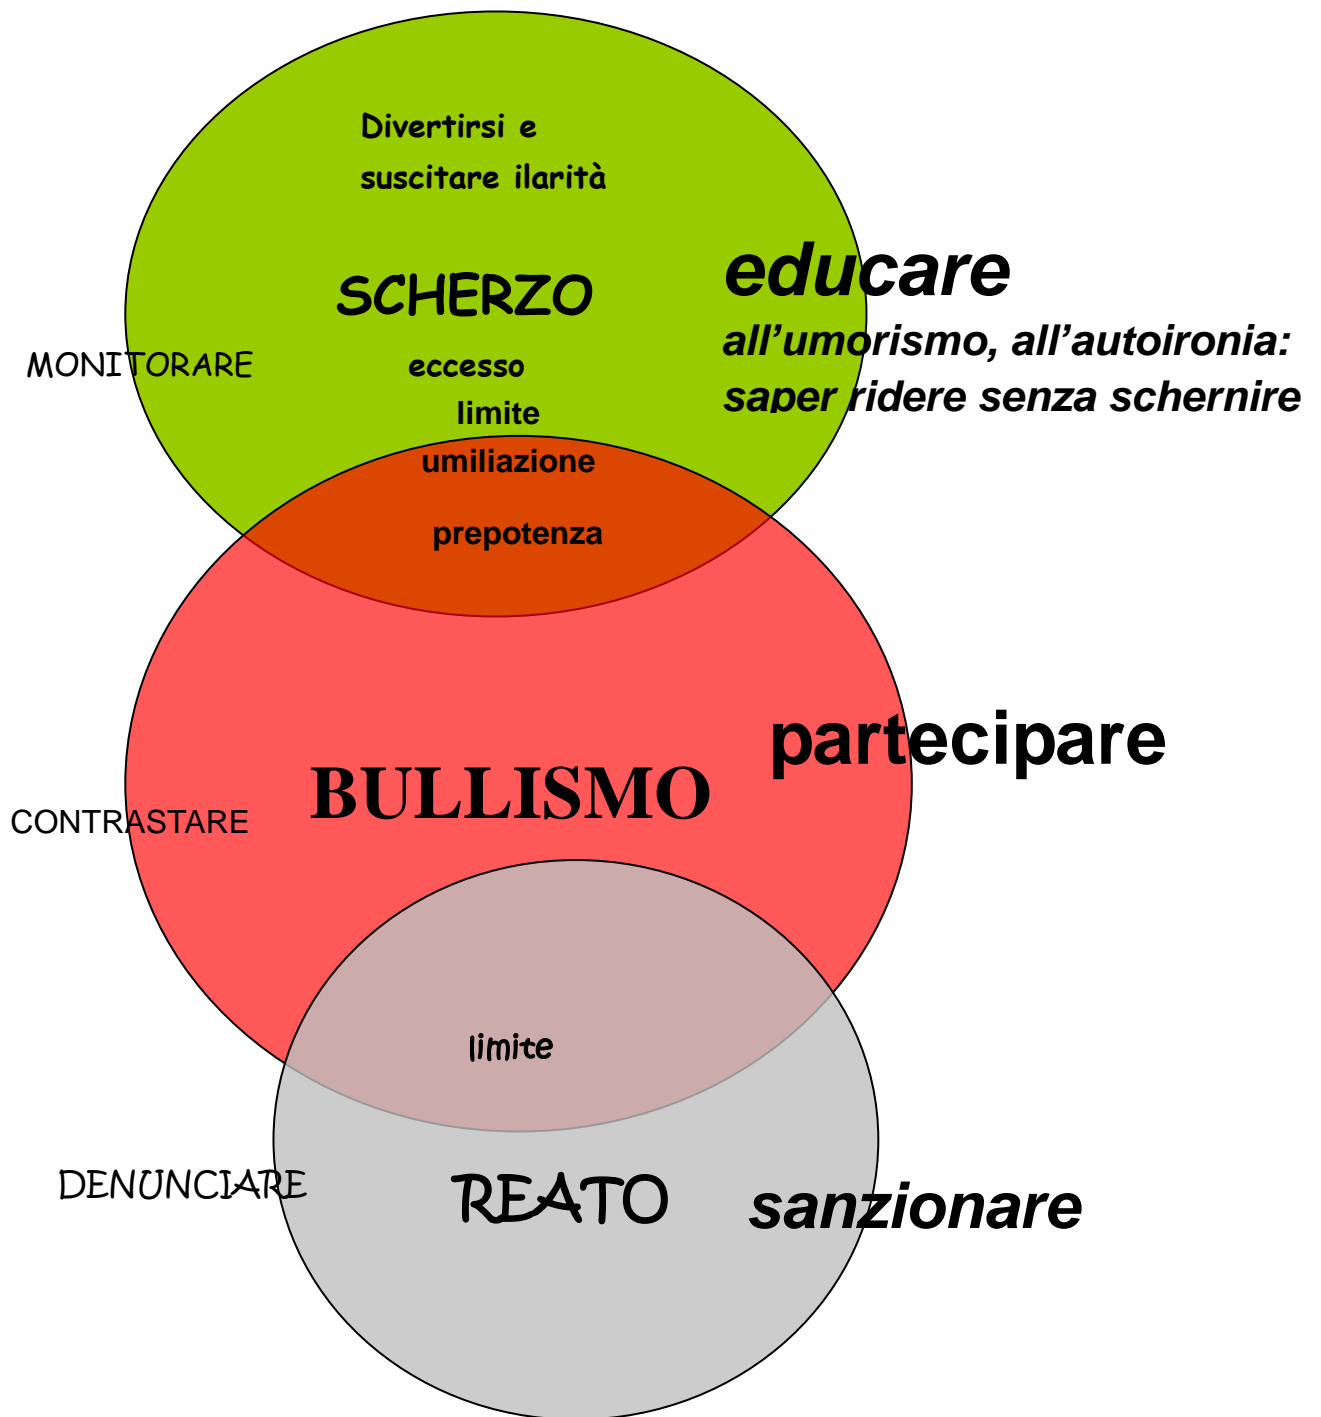 Divertirsi e
suscitare ilarità
SCHERZO
educare
all’umorismo, all’autoironia:
saper ridere senza schernire
MONITORARE
eccesso
limite
umiliazione
prepotenza
partecipare
BULLISMO
CONTRASTARE
limite
DENUNCIARE
REATO
sanzionare